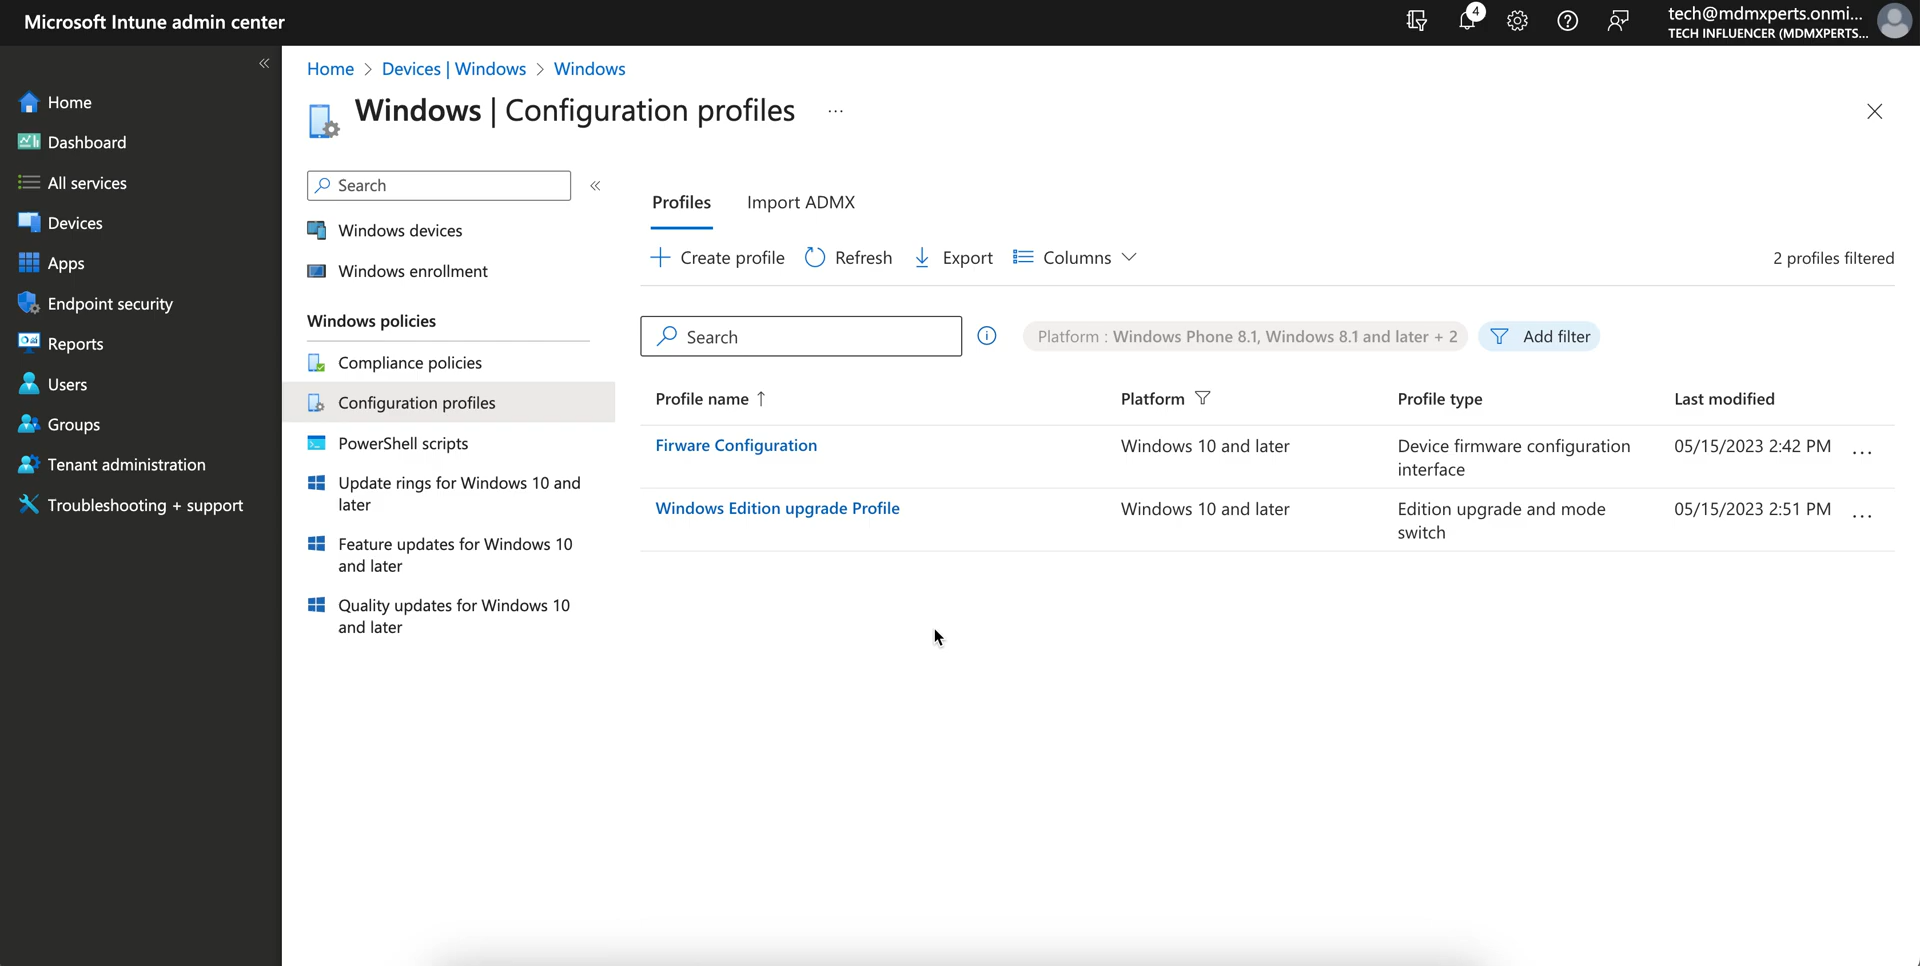 Microsoft Intune admin center
4
tech@mdmxperts.onmi...
TECH INFLUENCER (MDMXPERTS...
Home
Dashboard
All services
Devices
Apps
Endpoint security
Reports
Users
Groups
Tenant administration
Troubleshooting + support
Home > Devices | Windows > Windows
Windows | Configuration profiles ...
Search
Windows devices
Windows enrollment
Windows policies
Compliance policies
Configuration profiles
PowerShell scripts
Update rings for Windows 10 and
later
Feature updates for Windows 10
and later
Quality updates for Windows 10
and later
Profiles Import ADMX
Create profile Refresh Export Columns 2 profiles filtered
Search Platform : Windows Phone 8.1, Windows 8.1 and later + 2 Add filter
Profile name ↑ Platform Profile type Last modified
Firware Configuration Windows 10 and later Device firmware configuration 05/15/2023 2:42 PM ...
interface
Windows Edition upgrade Profile Windows 10 and later Edition upgrade and mode 05/15/2023 2:51 PM ...
switch